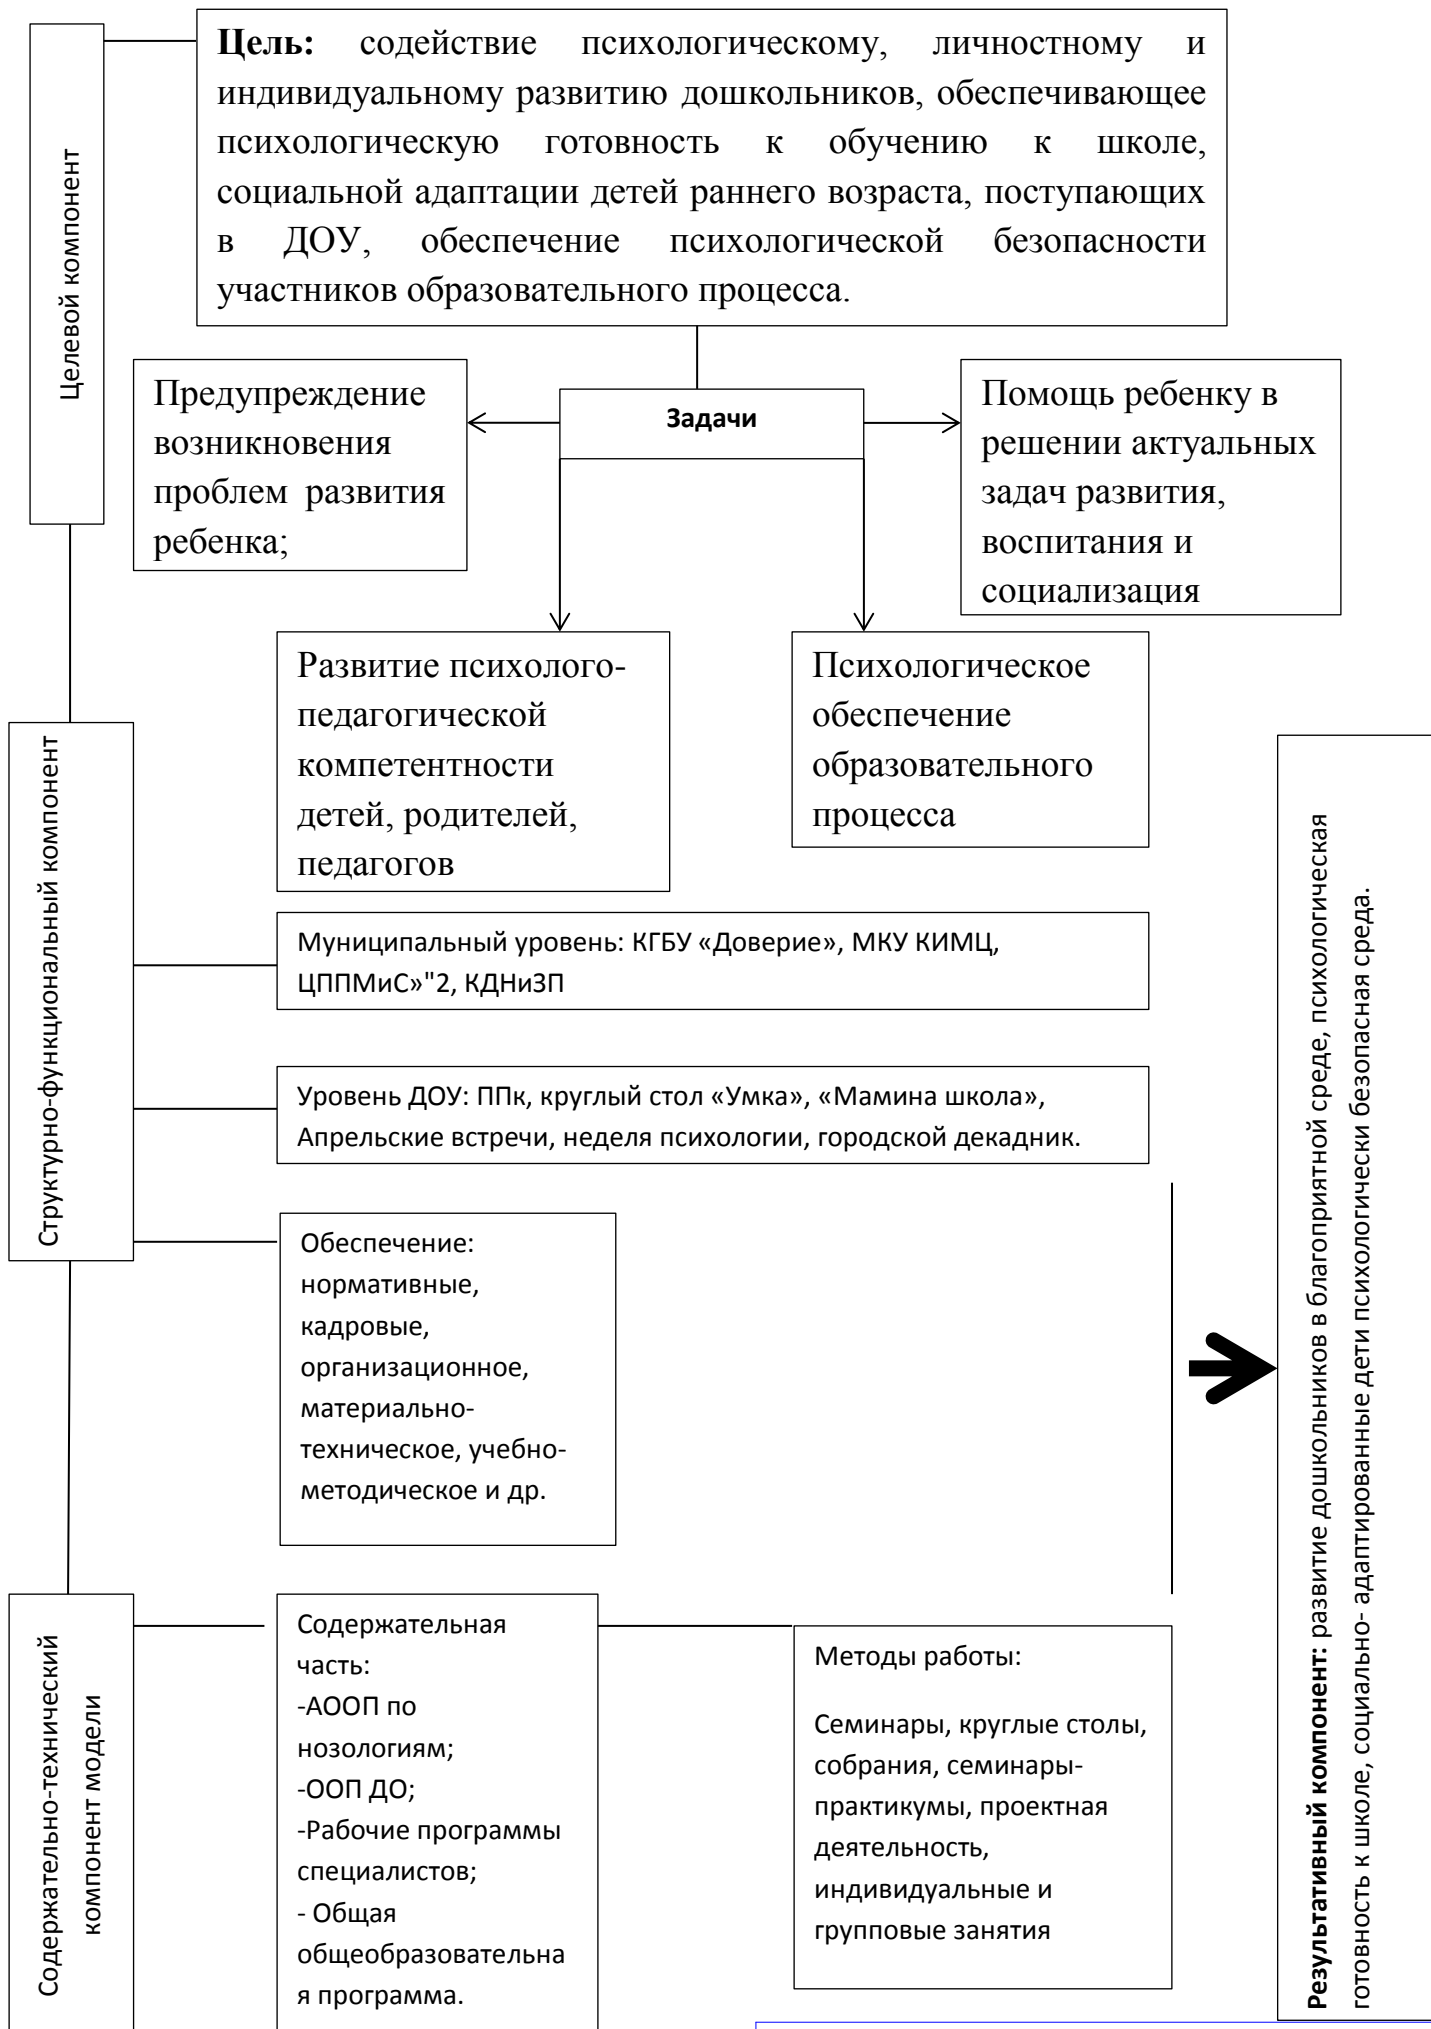 Целевой компонент
Цель: содействие психологическому, личностному и
индивидуальному развитию дошкольников, обеспечивающее
психологическую готовность к обучению к школе,
социальной адаптации детей раннего возраста, поступающих
в ДОУ, обеспечение психологической безопасности
участников образовательного процесса.
Предупреждение
возникновения
проблем развития
ребенка;
Задачи
Помощь ребенку в
решении актуальных
задач развития,
воспитания и
социализация
Развитие психолого-
педагогической
компетентности
детей, родителей,
педагогов
Психологическое
обеспечение
образовательного
процесса
Структурно-функциональный компонент
Муниципальный уровень: КГБУ «Доверие», МКУ КИМЦ,
ЦППМиС»"2, КДНиЗП
Уровень ДОУ: ППк, круглый стол «Умка», «Мамина школа»,
Апрельские встречи, неделя психологии, городской декадник.
Обеспечение:
нормативные,
кадровые,
организационное,
материально-
техническое, учебно-
методическое и др.
Содержательно-технический
компонент модели
Содержательная
часть:
-АООП по
нозологиям;
-ООП ДО;
-Рабочие программы
специалистов;
- Общая
общеобразовательна
я программа.
Методы работы:
Семинары, круглые столы,
собрания, семинары-
практикумы, проектная
деятельность,
индивидуальные и
групповые занятия
Результативный компонент: развитие дошкольников в благоприятной среде, психологическая
готовность к школе, социально- адаптированные дети психологически безопасная среда.